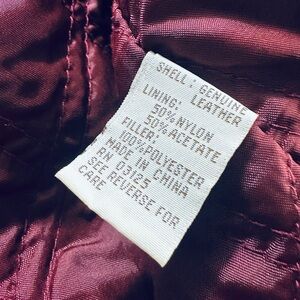 SHELL: GENUINE
LEATHER
LINING:
50% NYLON
50% ACETATE
FILLER:
100% POLYESTER
MADE IN CHINA
RN 03125
SEE REVERSE FOR
CARE